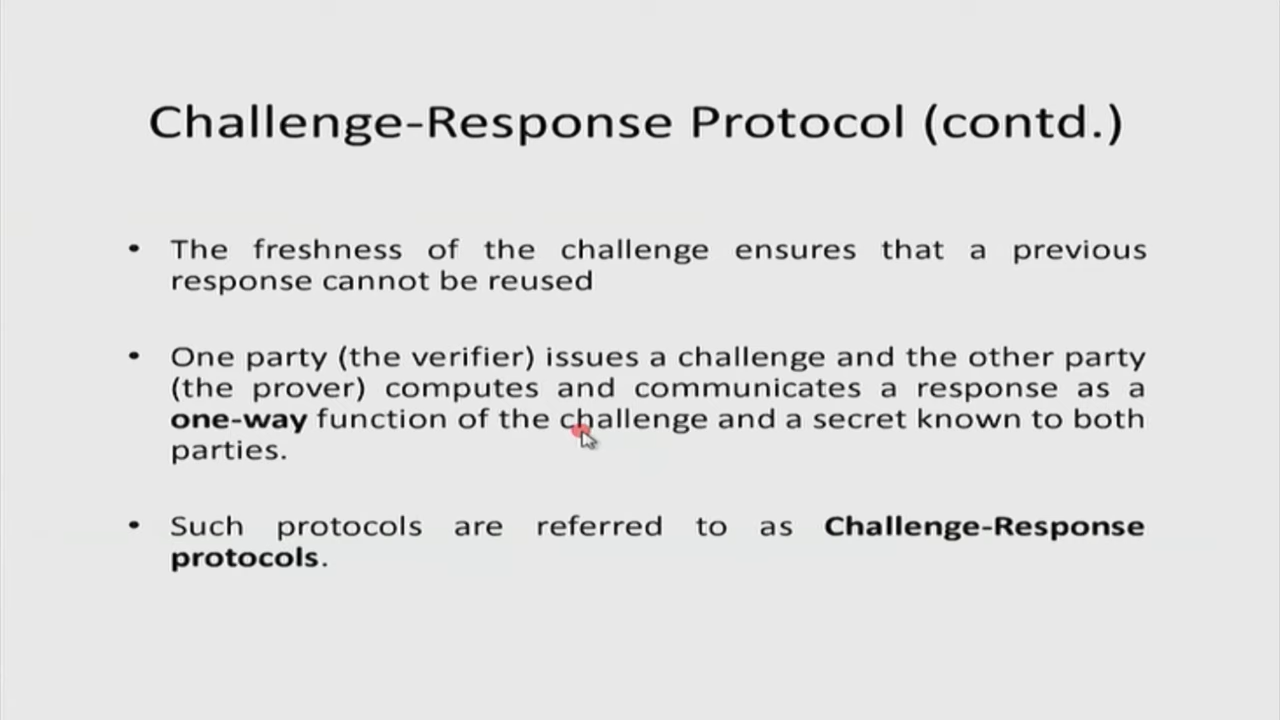 Challenge-Response Protocol (contd.)
• The freshness of the challenge ensures that a previous
response cannot be reused
• One party (the verifier) issues a challenge and the other party
(the prover) computes and communicates a response as a
one-way function of the challenge and a secret known to both
parties.
• Such protocols are referred to as Challenge-Response
protocols.